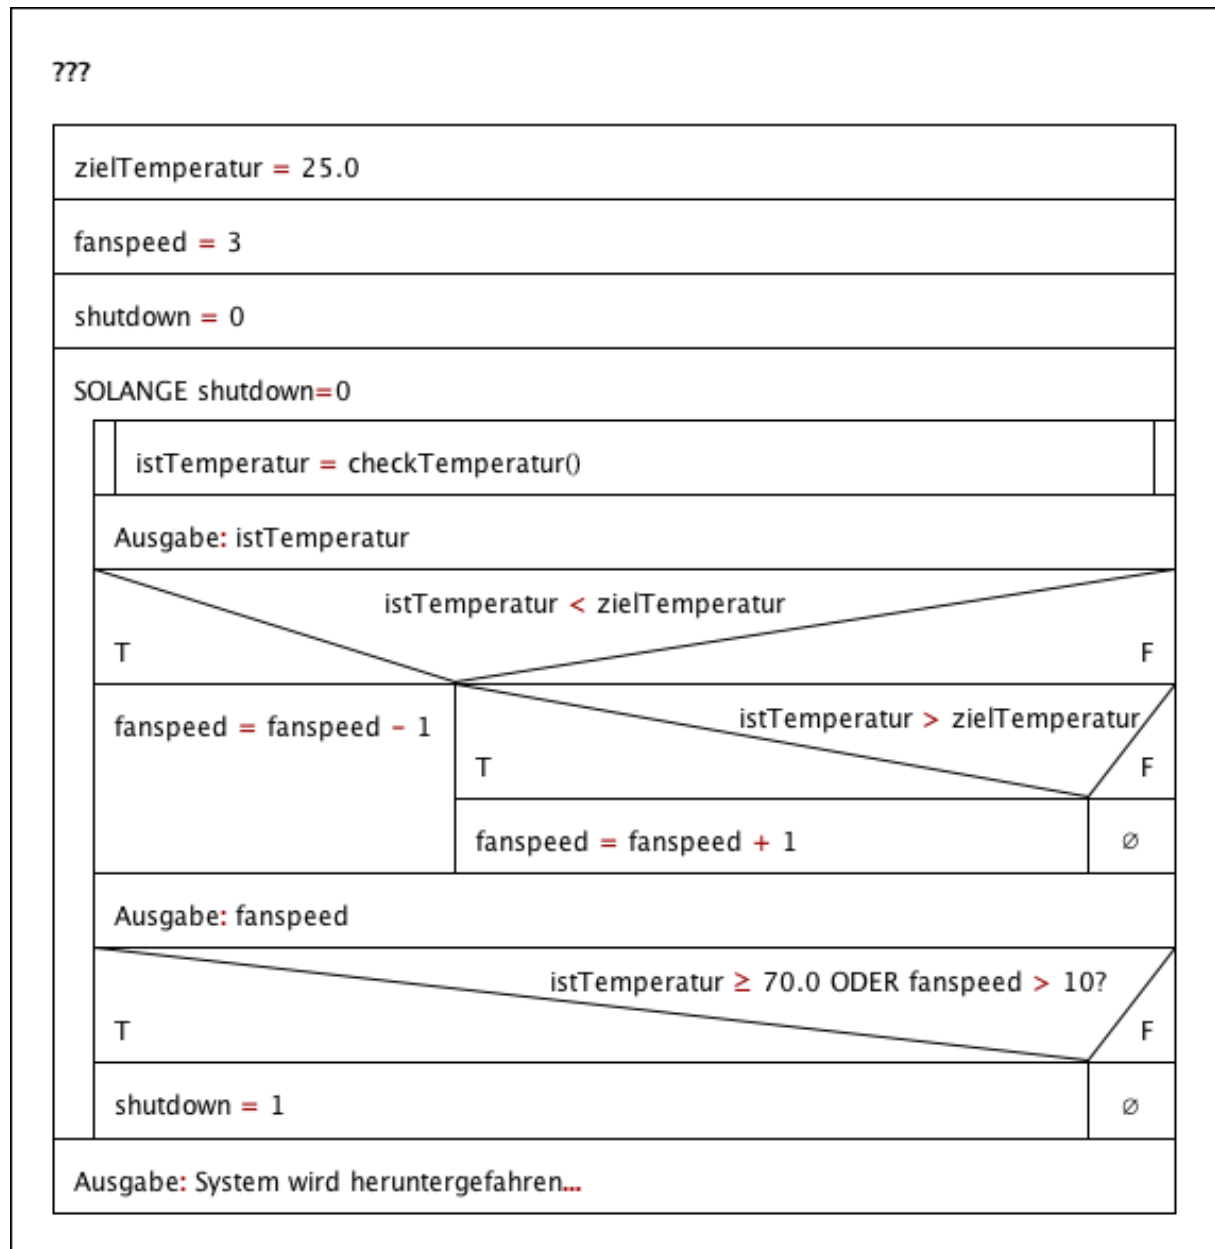 ???
zielTemperatur = 25.0
fanspeed = 3
shutdown = 0
SOLANGE shutdown=0
istTemperatur = checkTemperatur()
Ausgabe: istTemperatur
istTemperatur < zielTemperatur
T
F
fanspeed = fanspeed - 1
istTemperatur > zielTemperatur
T
F
fanspeed = fanspeed + 1
∅
Ausgabe: fanspeed
istTemperatur ≥ 70.0 ODER fanspeed > 10?
T
F
shutdown = 1
∅
Ausgabe: System wird heruntergefahren...